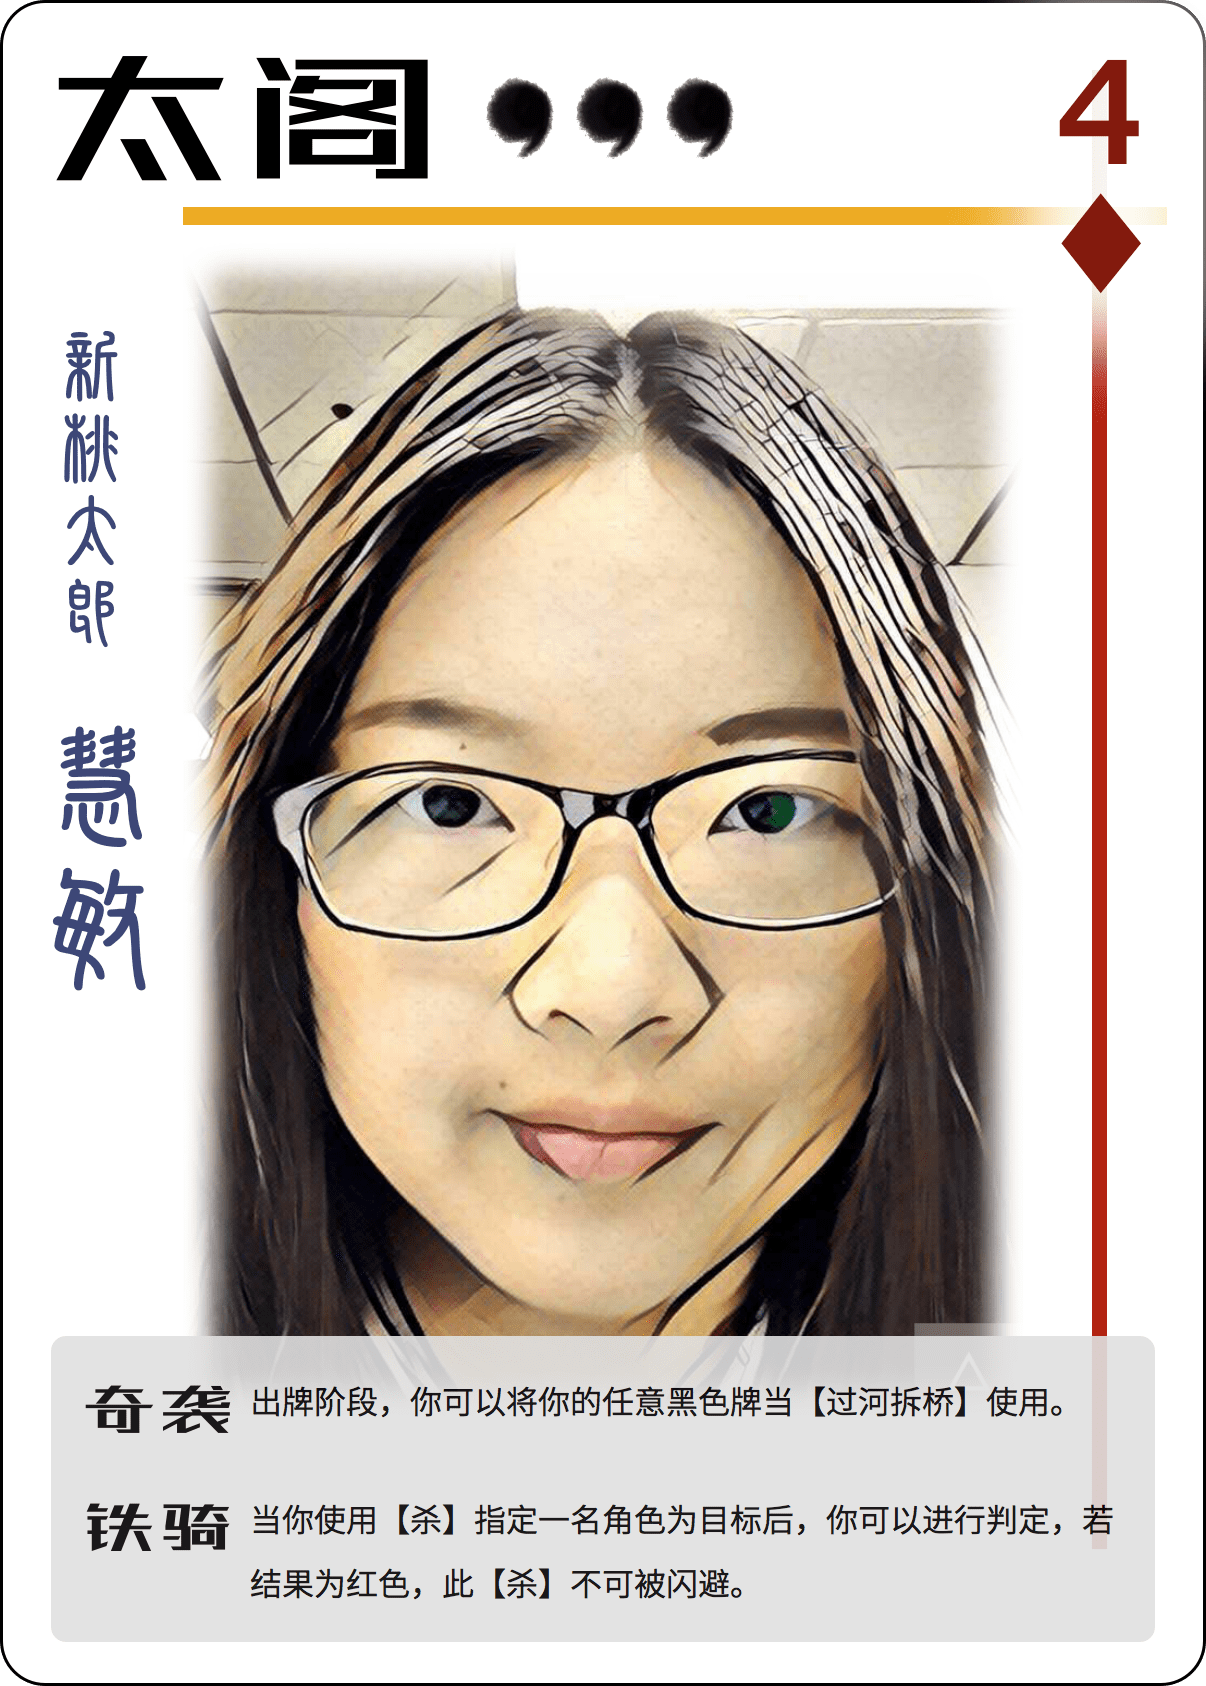 太阁
4
新桃太郎
慧敏
奇袭 出牌阶段，你可以将你的任意黑色牌当【过河拆桥】使用。
铁骑 当你使用【杀】指定一名角色为目标后，你可以进行判定，若
结果为红色，此【杀】不可被闪避。